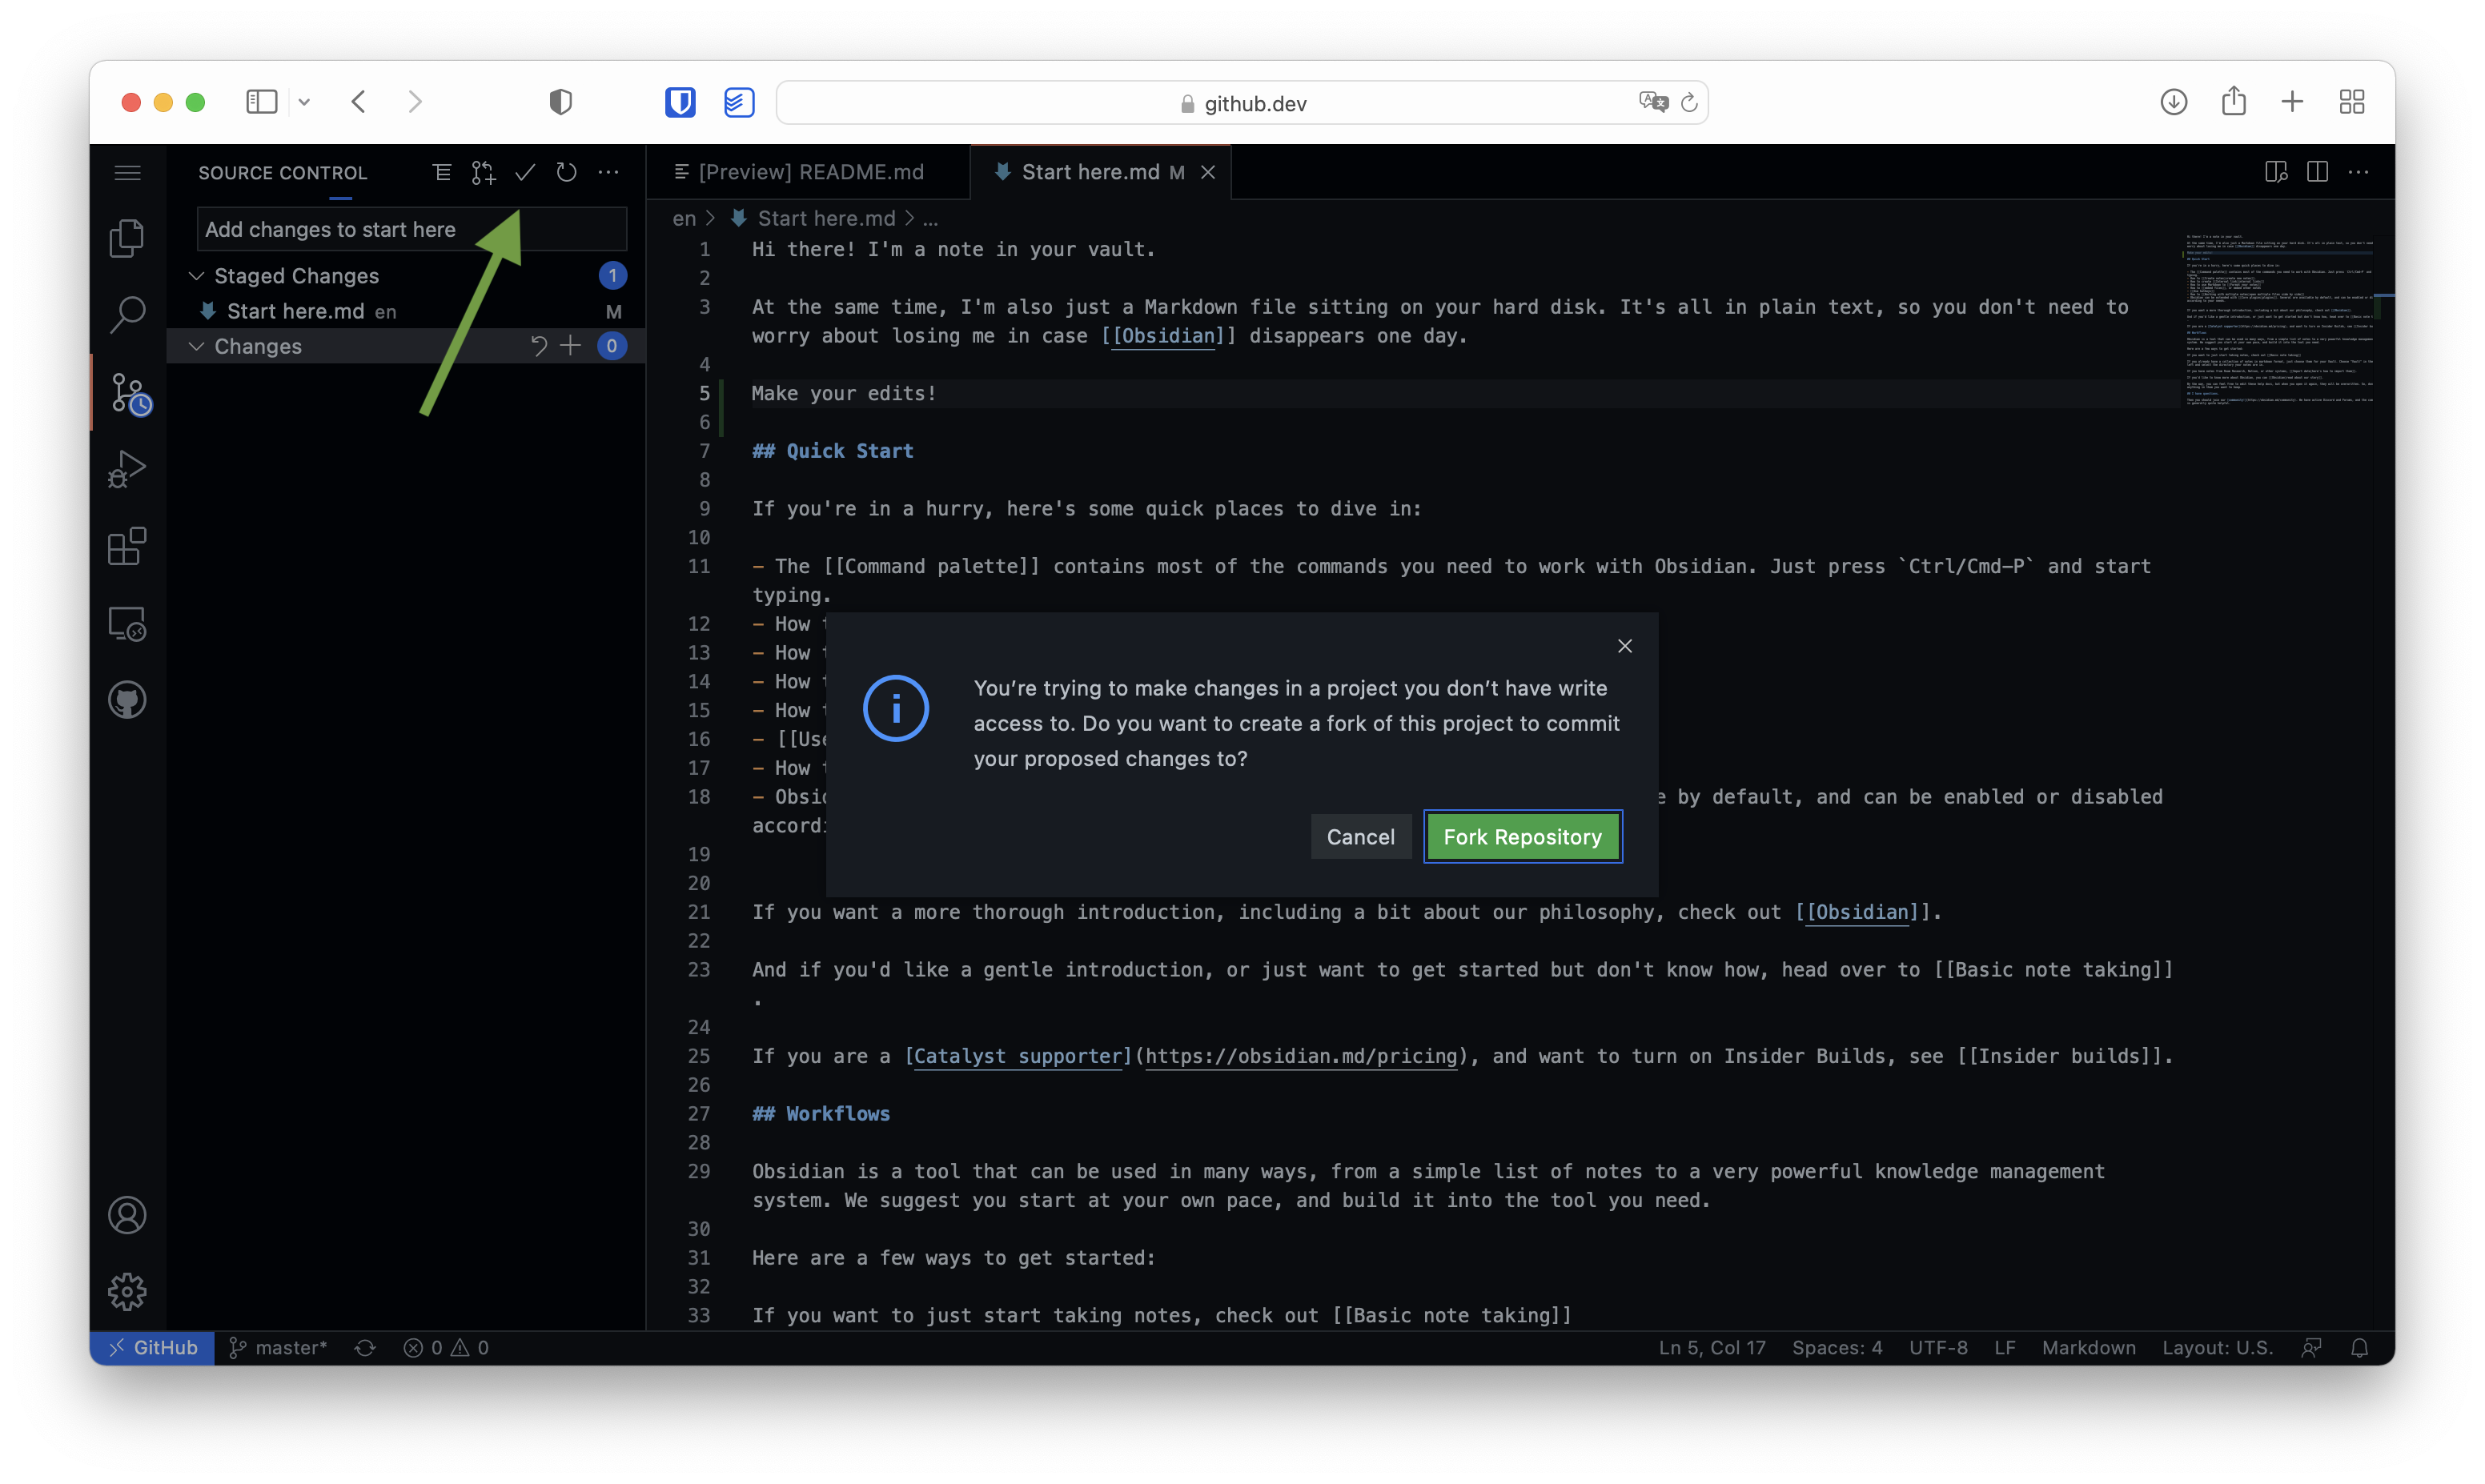 github.dev
SOURCE CONTROL
[Preview] README.md
Start here.md M
Add changes to start here
en > Start here.md > ...
Staged Changes 1
Start here.md en M
Changes 0
1 Hi there! I'm a note in your vault.
2
3 At the same time, I'm also just a Markdown file sitting on your hard disk. It's all in plain text, so you don't need to
worry about losing me in case [[Obsidian]] disappears one day.
4
5 Make your edits!
6
7 ## Quick Start
8
9 If you're in a hurry, here's some quick places to dive in:
10
11 - The [[Command palette]] contains most of the commands you need to work with Obsidian. Just press `Ctrl/Cmd-P` and start
typing.
12 - How
13 - How
14 - How
15 - How
16 - [[Use
17 - How
18 - Obsid
e by default, and can be enabled or disabled
accordi
19
20
You're trying to make changes in a project you don't have write
access to. Do you want to create a fork of this project to commit
your proposed changes to?
Cancel
Fork Repository
21 If you want a more thorough introduction, including a bit about our philosophy, check out [[Obsidian]].
22
23 And if you'd like a gentle introduction, or just want to get started but don't know how, head over to [[Basic note taking]]
.
24
25 If you are a [Catalyst supporter](https://obsidian.md/pricing), and want to turn on Insider Builds, see [[Insider builds]].
26
27 ## Workflows
28
29 Obsidian is a tool that can be used in many ways, from a simple list of notes to a very powerful knowledge management
system. We suggest you start at your own pace, and build it into the tool you need.
30
31 Here are a few ways to get started:
32
33 If you want to just start taking notes, check out [[Basic note taking]]
GitHub master* 0 0 Ln 5, Col 17 Spaces: 4 UTF-8 LF Markdown Layout: U.S.